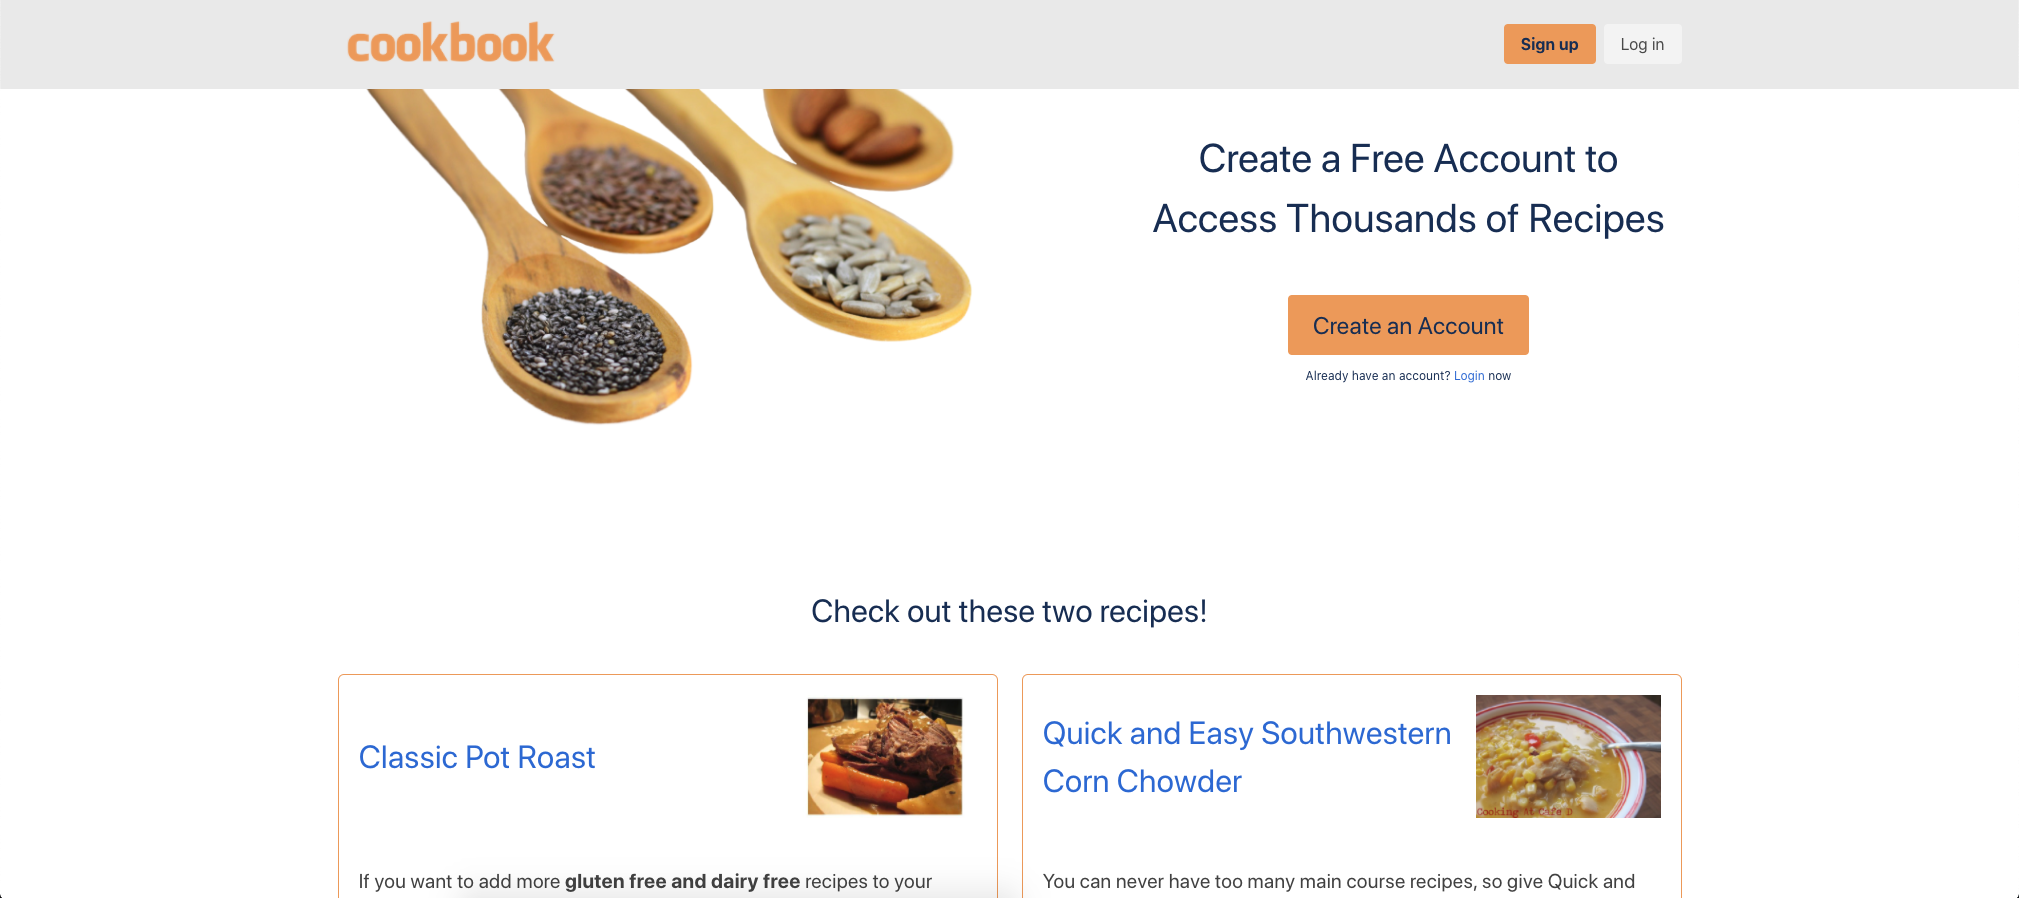 cookbook
Sign up
Log in
Create a Free Account to
Access Thousands of Recipes
Create an Account
Already have an account? Login now
Check out these two recipes!
Classic Pot Roast
Quick and Easy Southwestern
Corn Chowder
Cooking At Cafe D
If you want to add more gluten free and dairy free recipes to your
You can never have too many main course recipes, so give Quick and